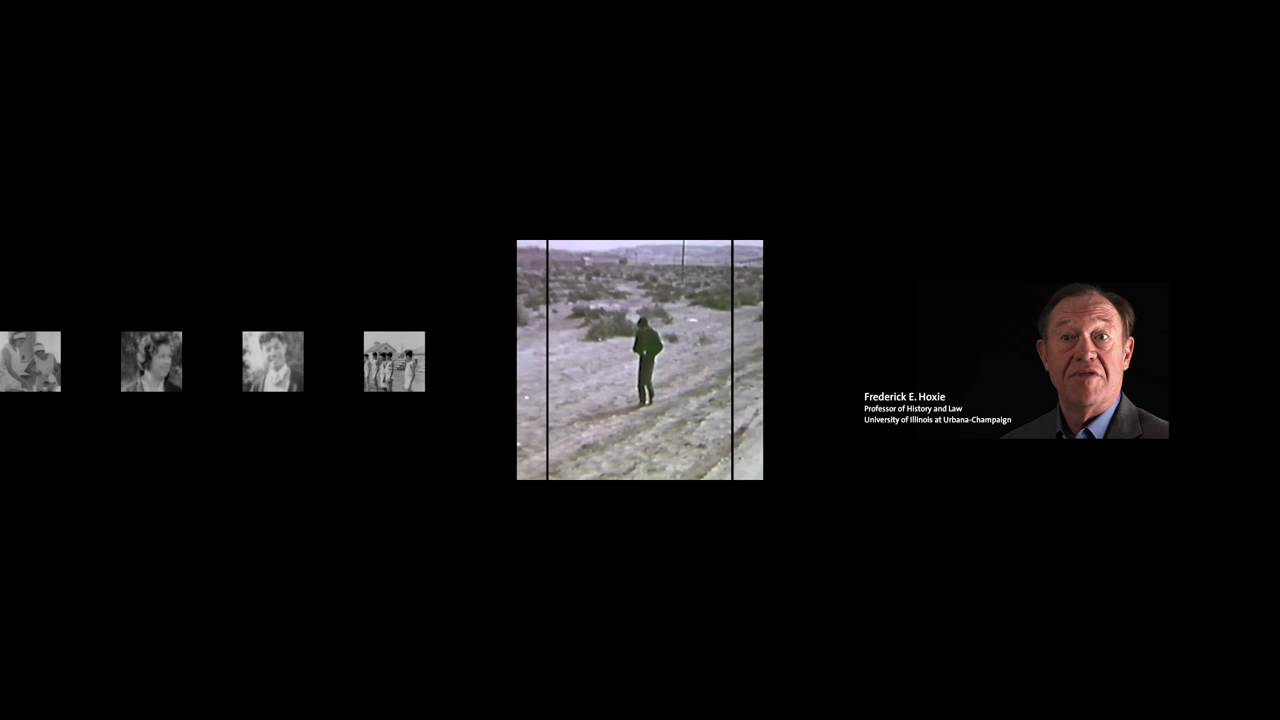 Frederick E. Hoxie
Professor of History and Law
University of Illinois at Urbana-Champaign